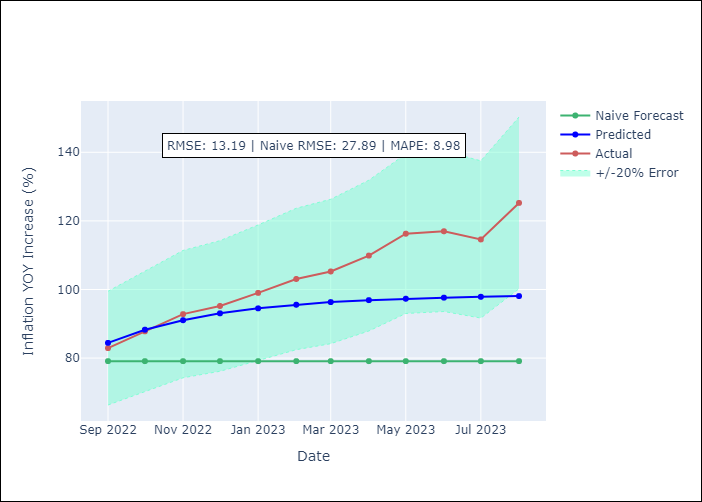 RMSE: 13.19 | Naive RMSE: 27.89 | MAPE: 8.98
Naive Forecast
Predicted
Actual
+/-20% Error
Inflation YOY Increase (%)
140
120
100
80
Sep 2022
Nov 2022
Jan 2023
Mar 2023
May 2023
Jul 2023
Date